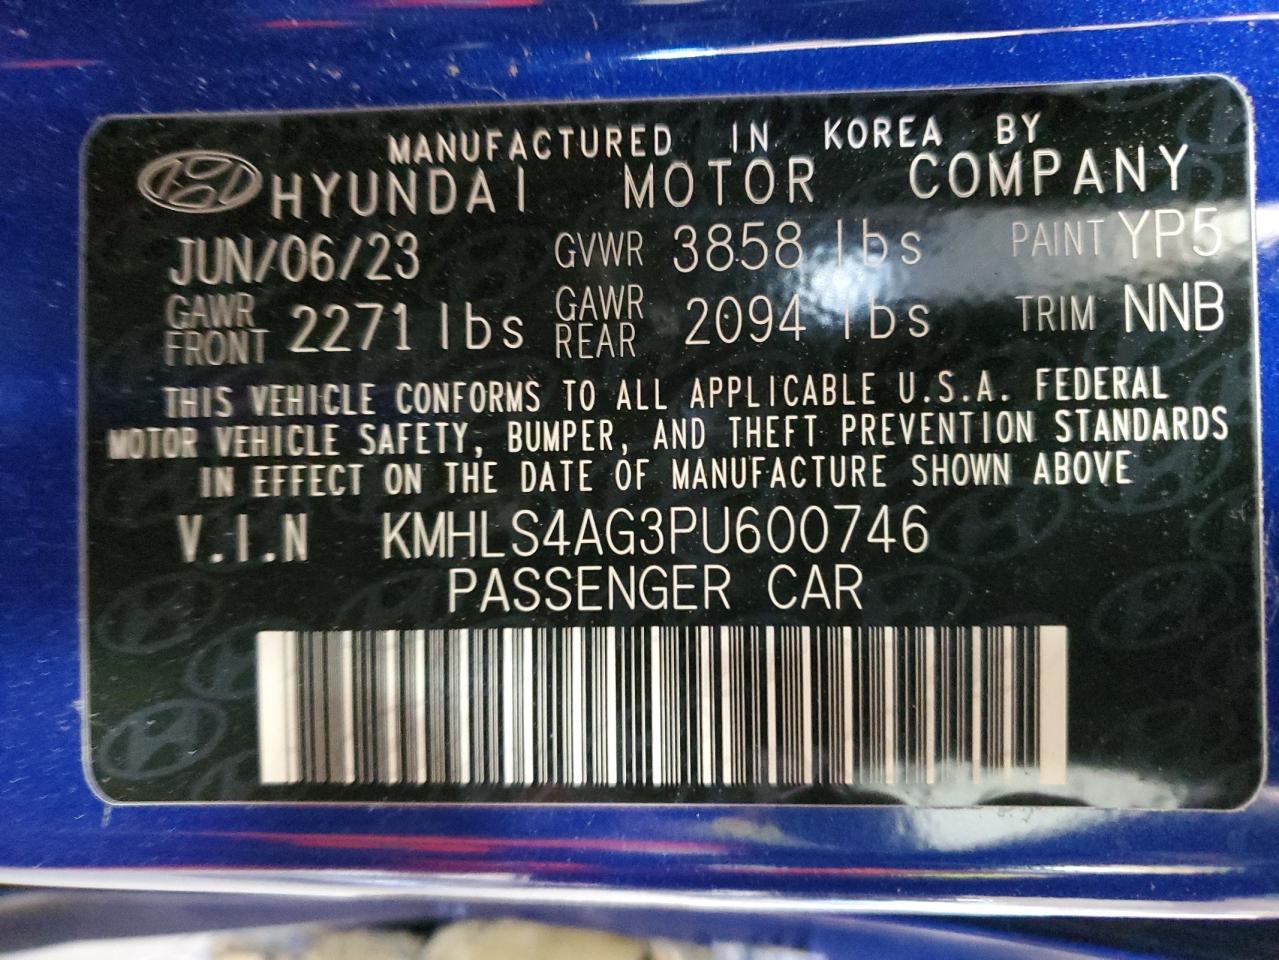 MANUFACTURED IN KOREA BY
HYUNDAI MOTOR COMPANY
JUN/06/23 GVWR 3858 lbs PAINT YP5
GAWR FRONT 2271 lbs GAWR REAR 2094 lbs TRIM NNB
THIS VEHICLE CONFORMS TO ALL APPLICABLE U.S.A. FEDERAL
MOTOR VEHICLE SAFETY, BUMPER, AND THEFT PREVENTION STANDARDS
IN EFFECT ON THE DATE OF MANUFACTURE SHOWN ABOVE
V.I.N KMHLS4AG3PU600746
PASSENGER CAR